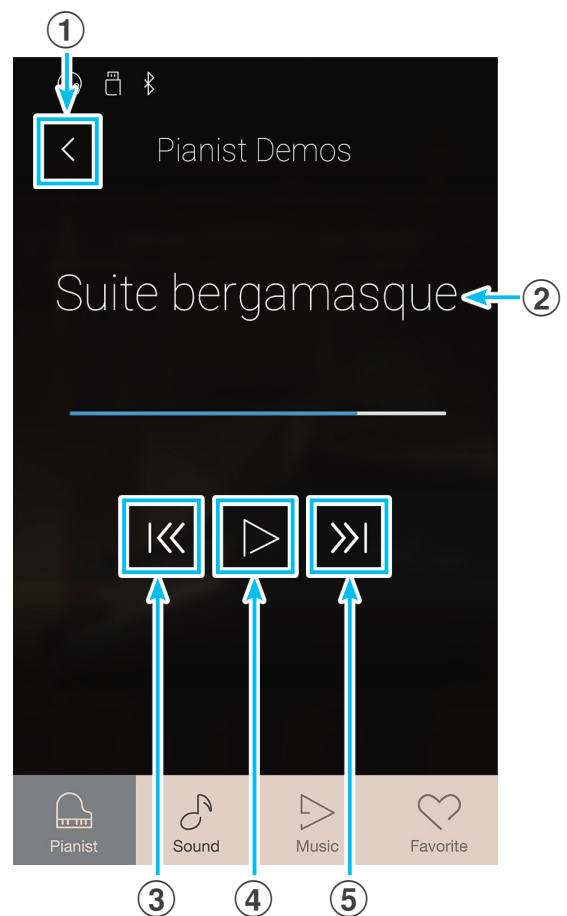 ①
Pianist Demos
Suite bergamasque
②
Pianist
Sound
Music
Favorite
③ ④ ⑤